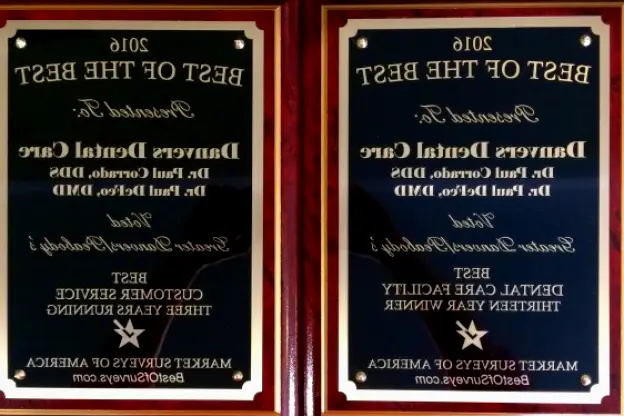 2016
BEST OF THE BEST
Presented To:
Danvers Dental Care
Dr. Paul Corrado, DDS
Dr. Paul DeFeo, DMD
Voted
Greater Danvers/Peabody's
BEST
DENTAL CARE FACILITY
THIRTEEN YEAR WINNER
MARKET SURVEYS OF AMERICA
BestOfSurveys.com
2016
BEST OF THE BEST
Presented To:
Danvers Dental Care
Dr. Paul Corrado, DDS
Dr. Paul DeFeo, DMD
Voted
Greater Danvers/Peabody's
BEST
CUSTOMER SERVICE
THREE YEARS RUNNING
MARKET SURVEYS OF AMERICA
BestOfSurveys.com